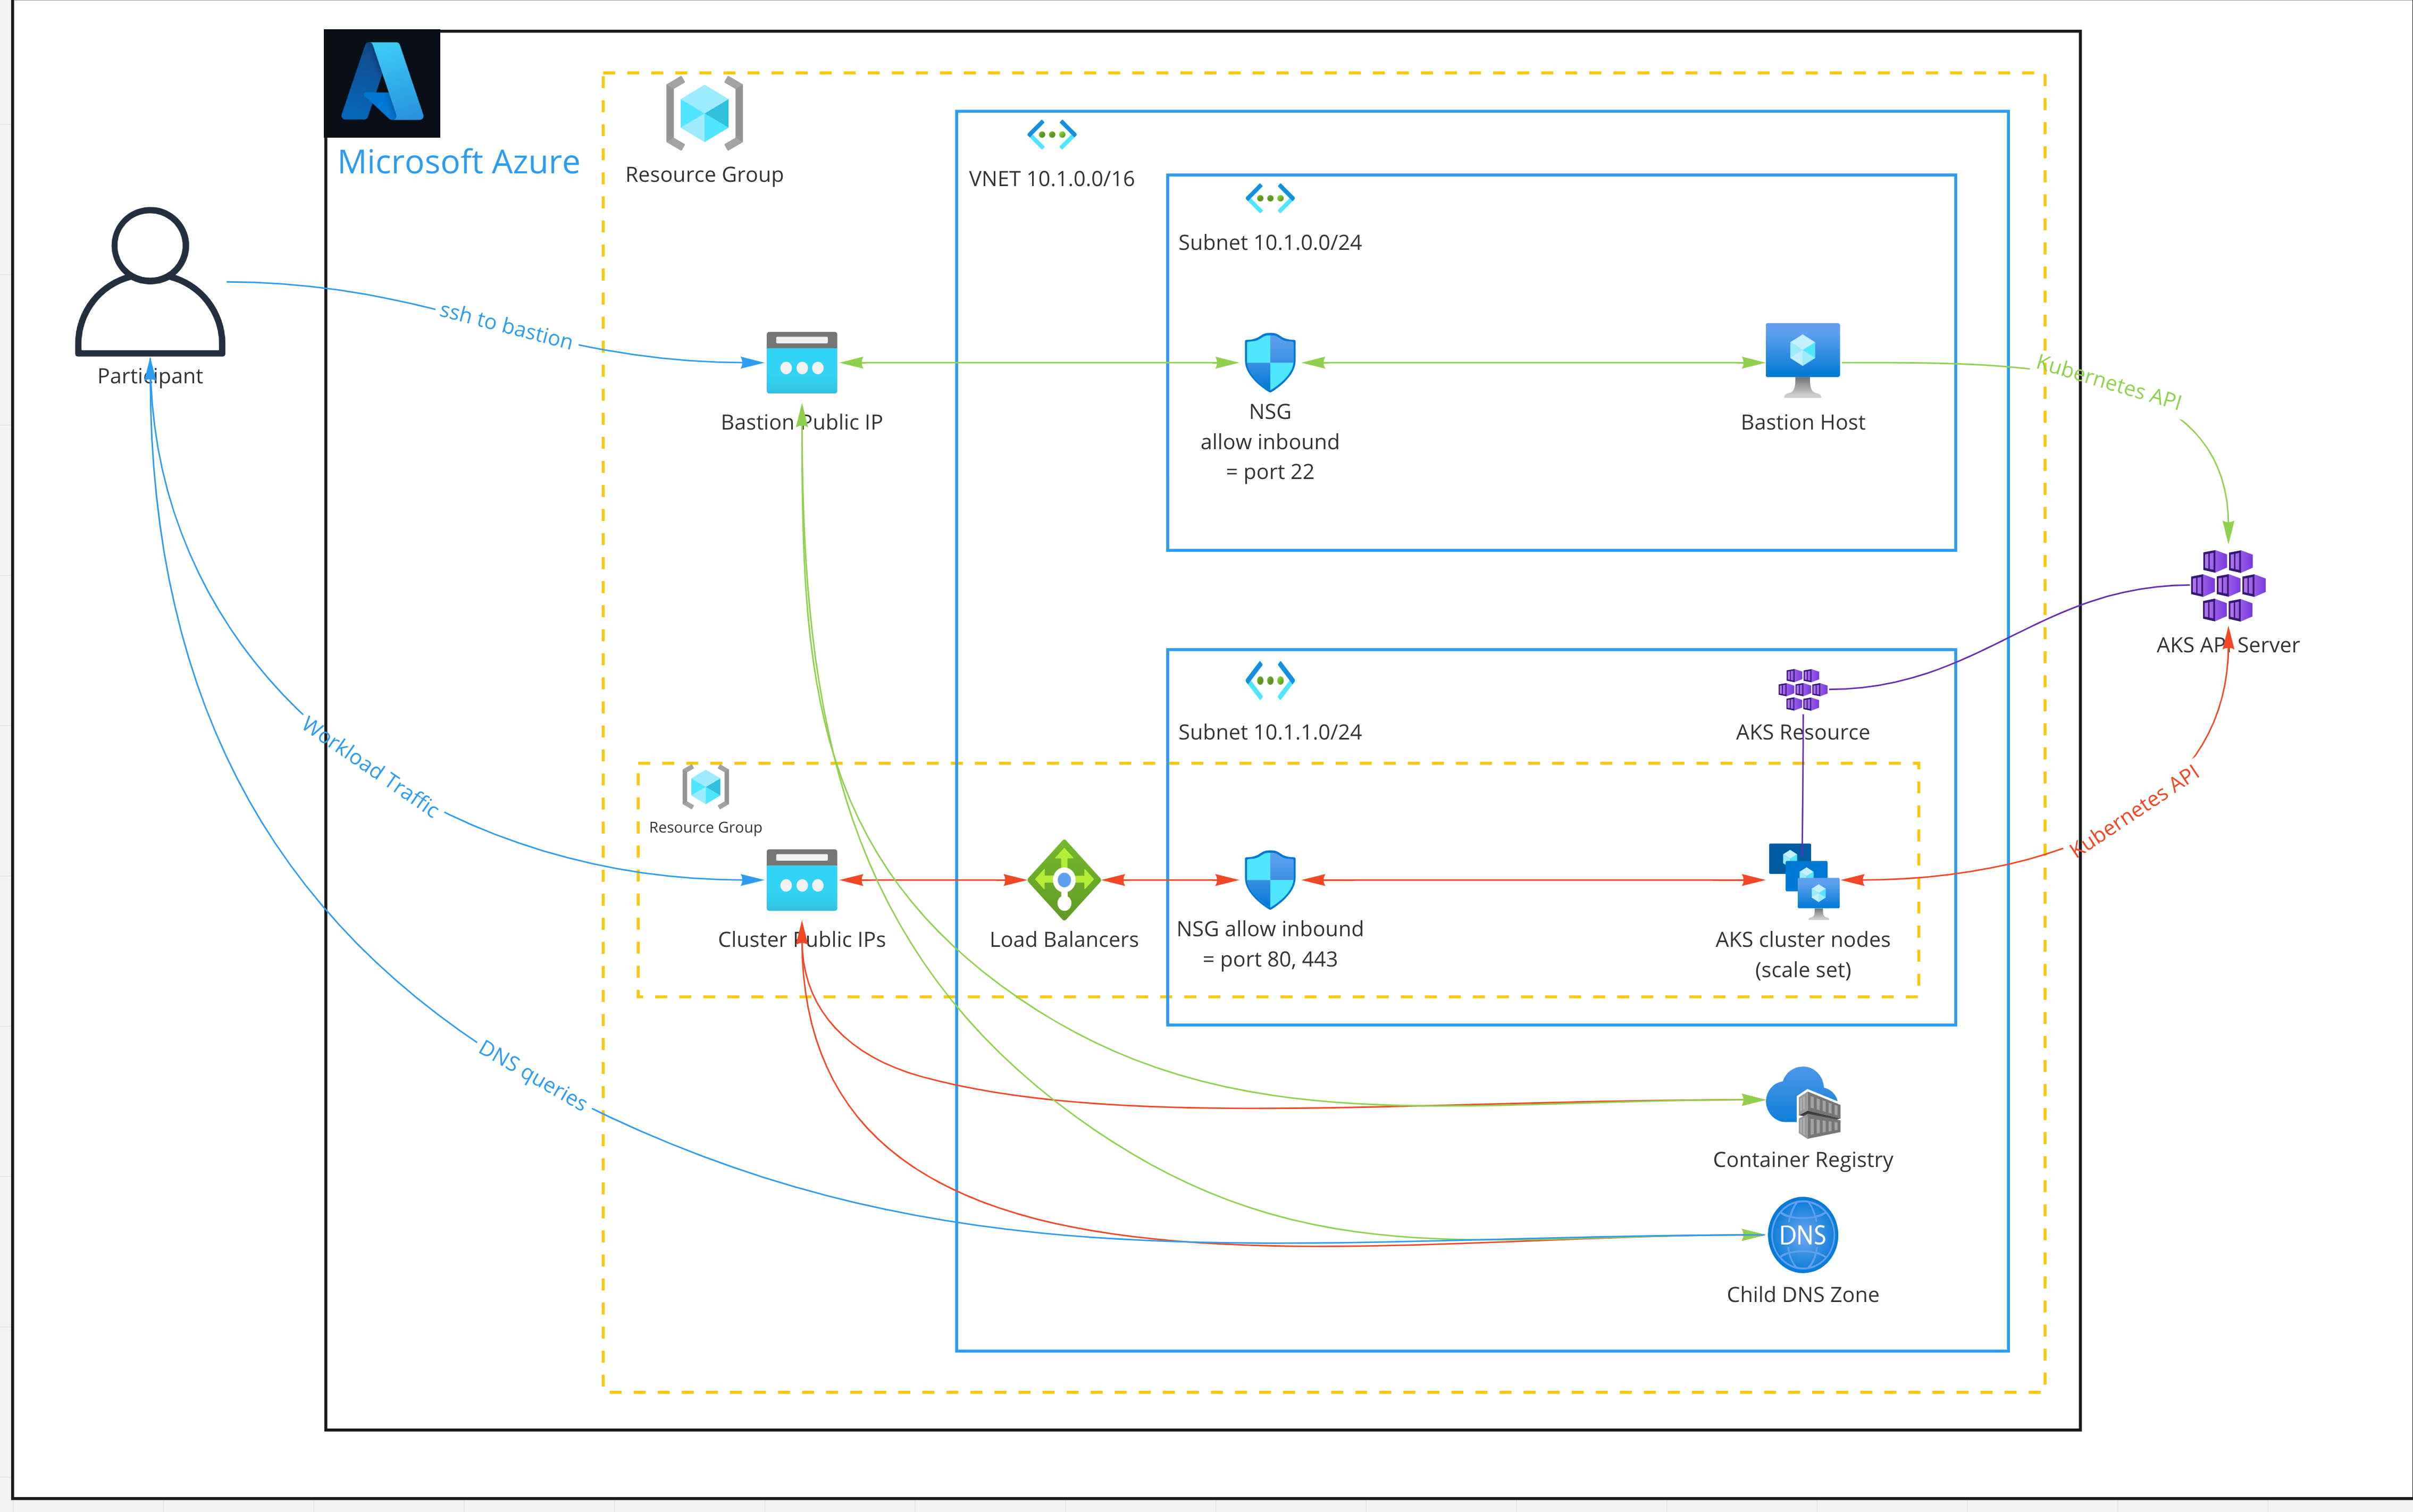 Microsoft Azure
Resource Group
VNET 10.1.0.0/16
Subnet 10.1.0.0/24
Participant
ssh to bastion
Bastion Public IP
NSG
allow inbound
= port 22
Bastion Host
Kubernetes API
AKS API Server
Subnet 10.1.1.0/24
AKS Resource
Workload Traffic
Resource Group
Cluster Public IPs
Load Balancers
NSG allow inbound
= port 80, 443
AKS cluster nodes
(scale set)
Kubernetes API
DNS queries
Container Registry
DNS
Child DNS Zone